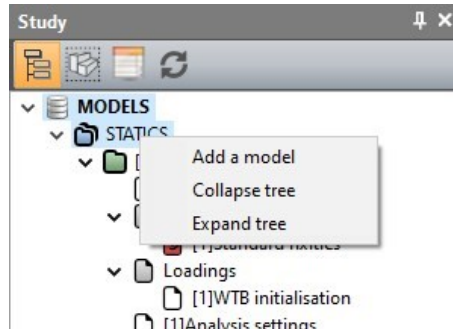 Study
MODELS
STATICS
Add a model
Collapse tree
Expand tree
[1]Standard fixities
Loadings
[1]WTB initialisation
[1]Analysis settings